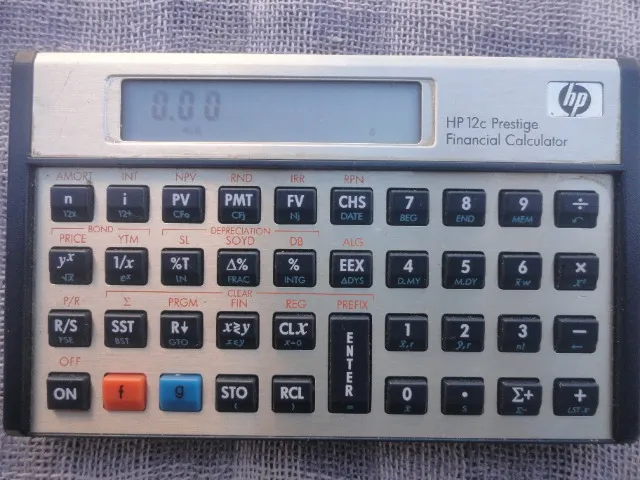 0.00
hp
HP 12c Prestige
Financial Calculator
AMORT INT NPV RND IRR RPN
n i PV PMT FV CHS 7 8 9 ÷
12x 12÷ CFo CFj Nj DATE BEG END MEM
BOND DEPRECIATION
PRICE YTM SL SOYD DB ALG
yx 1/x %T Δ% % EEX 4 5 6 ×
√x ex LN FRAC INTG ΔDYS D.MY M.DY x̄w x²
CLEAR
P/R Σ PRGM FIN REG PREFIX
R/S SST R↓ x≷y CLx ENTER 1 2 3 −
PSE BST GTO x≤y x=0 = x̂,r ŷ,r n! ←
OFF
ON f g STO RCL 0 · Σ+ +
( ) x̄ s Σ− LST x